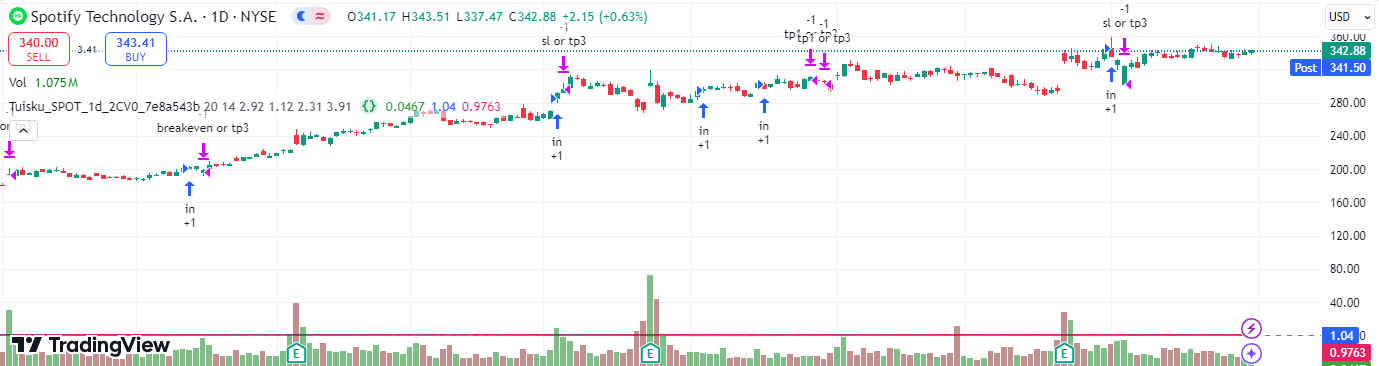 Spotify Technology S.A. · 1D · NYSE O341.17 H343.51 L337.47 C342.88 +2.15 (+0.63%)
USD
340.00
SELL
3.41
343.41
BUY
Vol 1.075M
Tuisku_SPOT_1d_2CV0_7e8a543b 20 14 2.92 1.12 2.31 3.91 0.0467 1.04 0.9763
-1
breakeven or tp3
in
+1
-1
sl or tp3
in
+1
in
+1
in
+1
-1
-1
tp1 or tp3
-1
sl or tp3
in
+1
360.00
342.88
Post 341.50
280.00
240.00
200.00
160.00
120.00
80.00
40.00
1.04
0.9763
E
E
E
TradingView